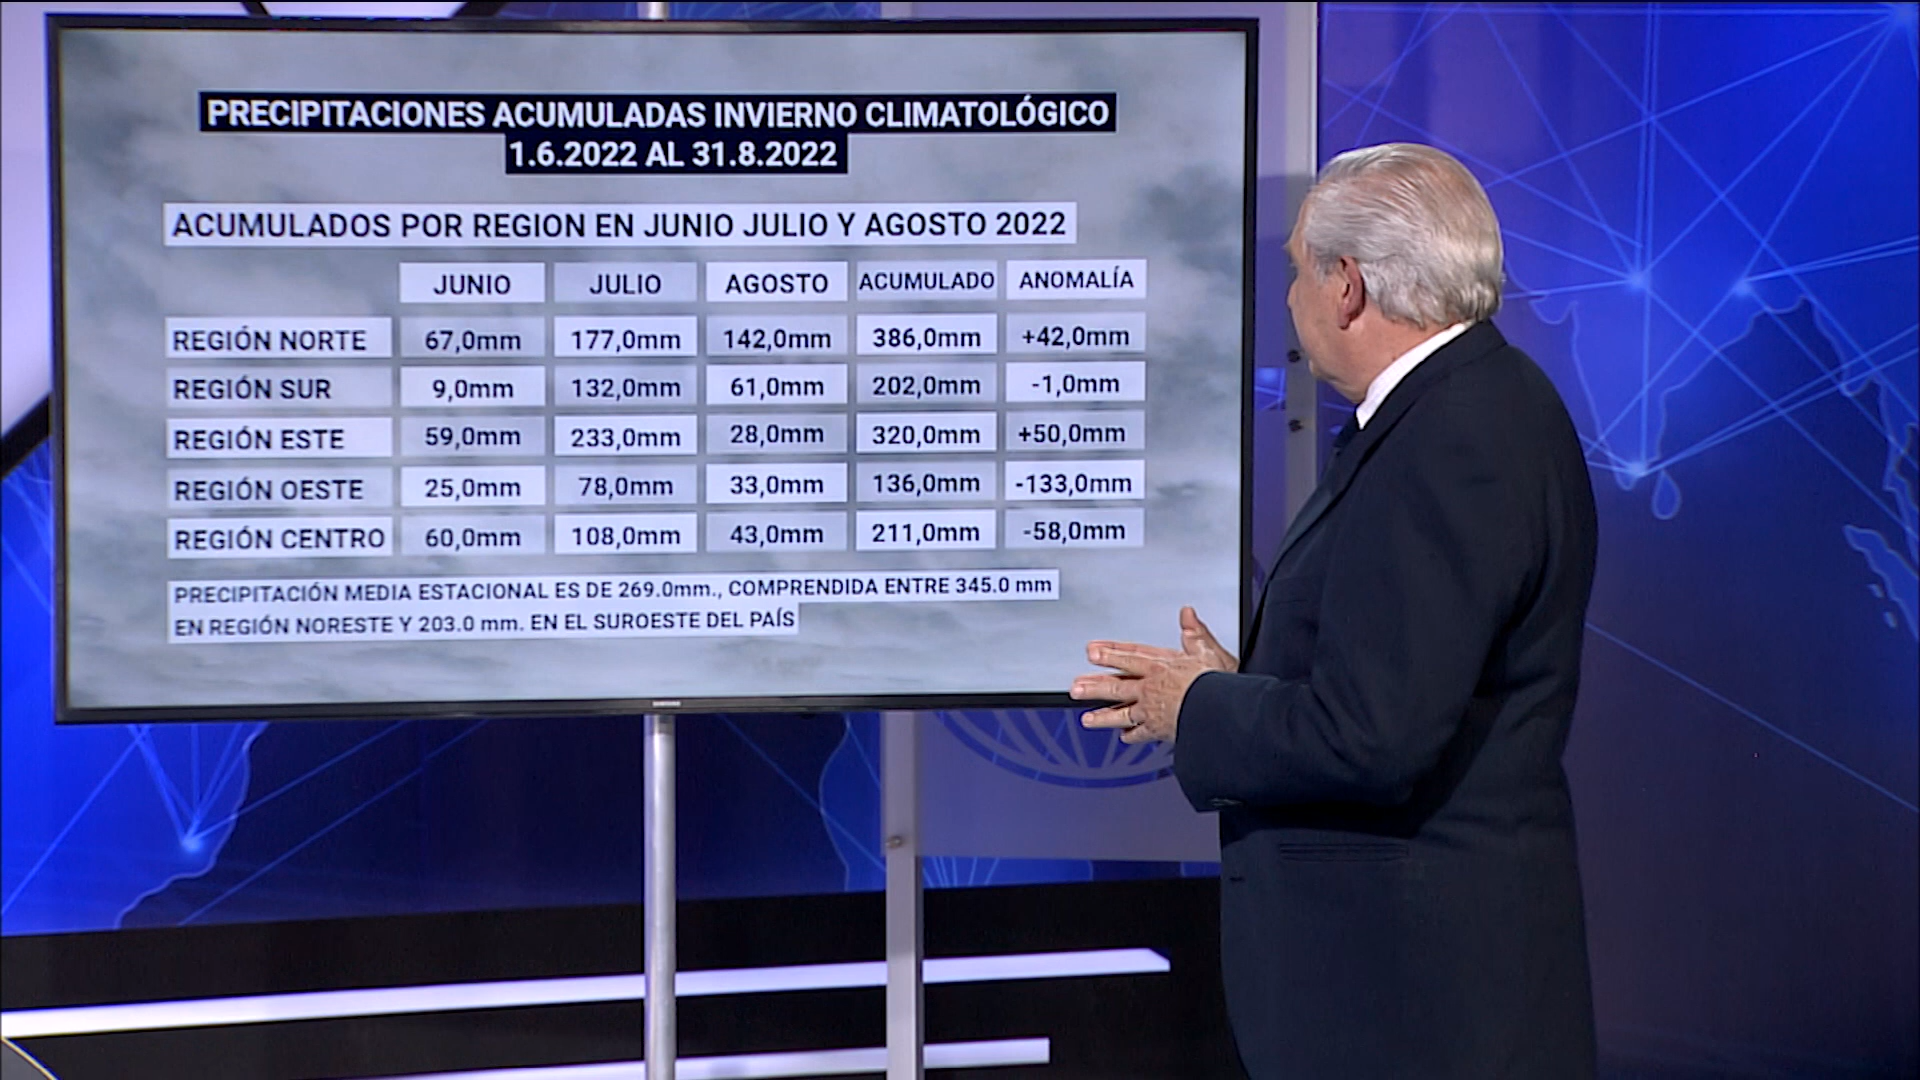 PRECIPITACIONES ACUMULADAS INVIERNO CLIMATOLÓGICO
1.6.2022 AL 31.8.2022
ACUMULADOS POR REGION EN JUNIO JULIO Y AGOSTO 2022
JUNIO JULIO AGOSTO ACUMULADO ANOMALÍA
REGIÓN NORTE 67,0mm 177,0mm 142,0mm 386,0mm +42,0mm
REGIÓN SUR 9,0mm 132,0mm 61,0mm 202,0mm -1,0mm
REGIÓN ESTE 59,0mm 233,0mm 28,0mm 320,0mm +50,0mm
REGIÓN OESTE 25,0mm 78,0mm 33,0mm 136,0mm -133,0mm
REGIÓN CENTRO 60,0mm 108,0mm 43,0mm 211,0mm -58,0mm
PRECIPITACIÓN MEDIA ESTACIONAL ES DE 269.0mm., COMPRENDIDA ENTRE 345.0 mm
EN REGIÓN NORESTE Y 203.0 mm. EN EL SUROESTE DEL PAÍS
SAMSUNG